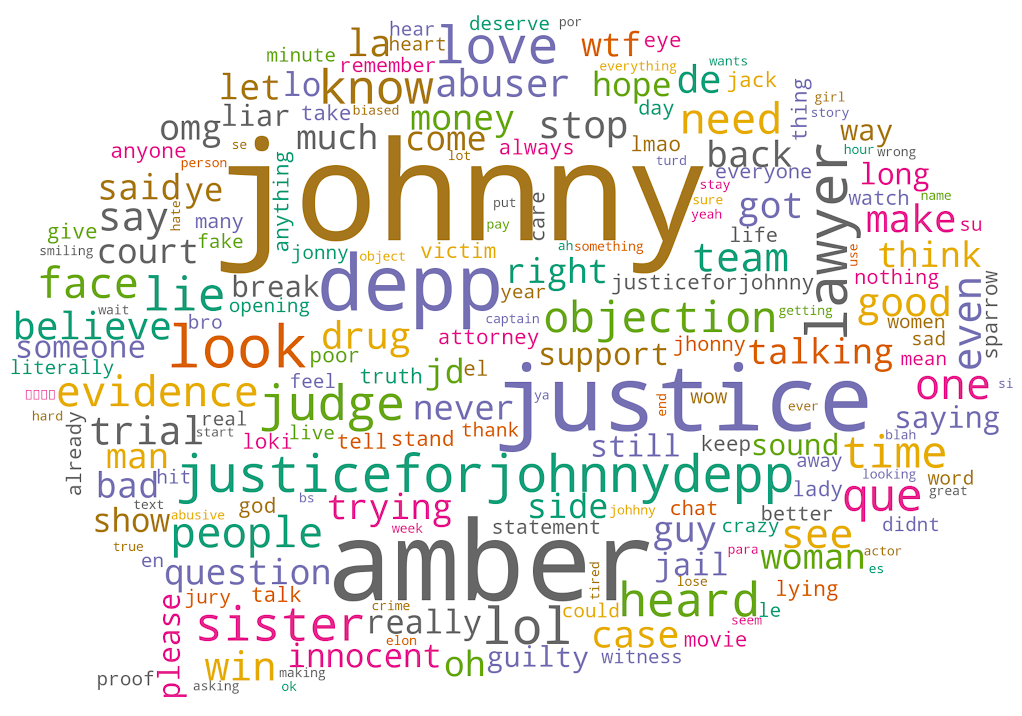 por
deserve
hear
la
heart
love
wtf
eye
minute
remember
everything
wants
let
lo
know
abuser
hope
de
jack
girl
thing
story
take
biased
day
liar
omg
much
money
come
stop
need
way
se
lot
always
lmao
hour
wrong
anyone
person
johnny
turd
back
everyone
said
ye
anything
stay
long
hate
put
care
sure
got
watch
name
say
many
pay
yeah
lawyer
make
su
give
fake
life
smiling
court
jonny
object
victim
ah
something
team
use
think
face
lie
break
depp
year
right
justiceforjohnny
nothing
sparrow
wait
opening
captain
objection
getting
good
believe
bro
drug
attorney
women
even
someone
look
poor
support
jhonny
talking
sad
literally
truth
jd
el
mean
evidence
feel
justice
one
si
hard
judge
never
ya
end
wow
ever
saying
already
trial
real
start
loki
live
tell
stand
thank
still
keep
sound
blah
time
man
away
looking
bad
hit
justiceforjohnnydepp
lady
word
great
text
god
bs
trying
side
johhny
chat
better
que
show
abusive
statement
guy
crazy
didnt
true
people
week
see
en
question
amber
tired
jail
para
woman
actor
es
lose
jury
talk
crime
heard
le
lying
please
sister
elon
really
lol
could
case
seem
movie
win
innocent
oh
guilty
witness
proof
asking
making
ok